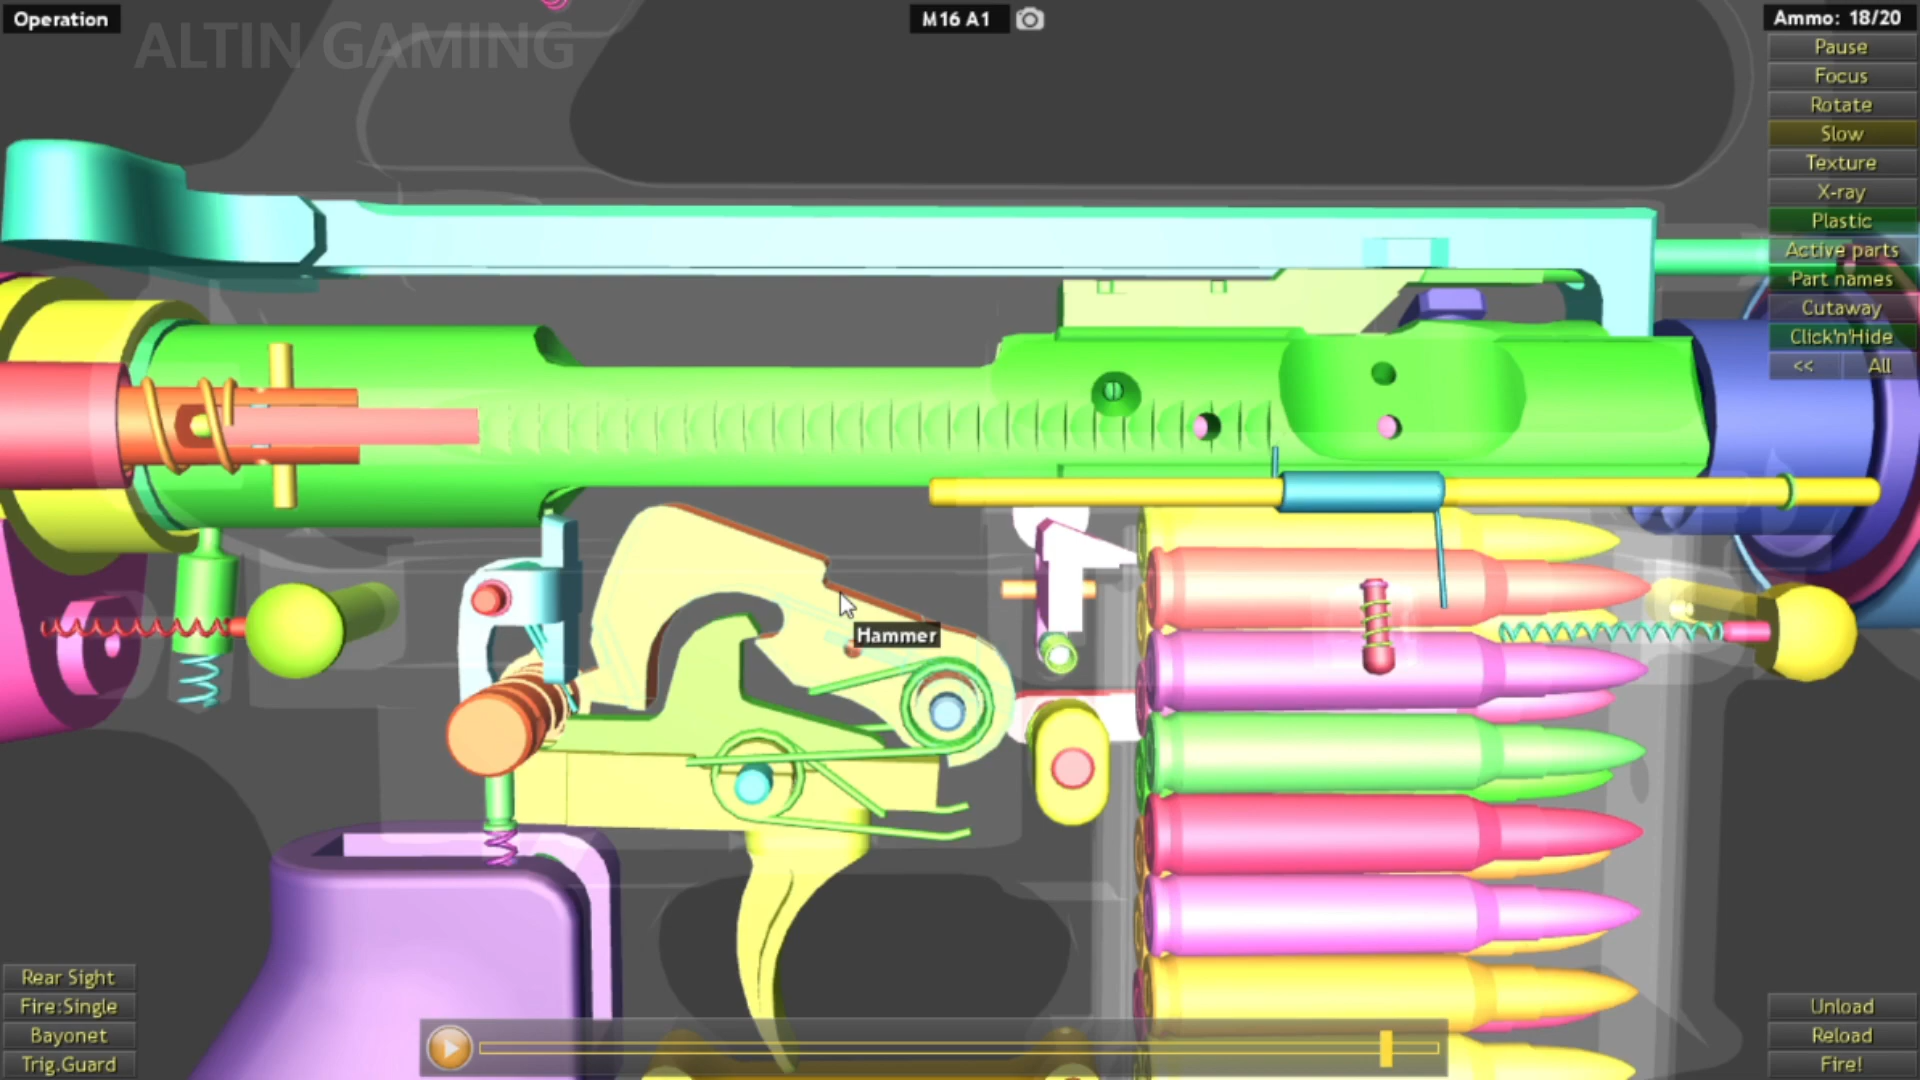 Operation
ALTIN GAMING
M16 A1
Ammo: 18/20
Pause
Focus
Rotate
Slow
Texture
X-ray
Plastic
Active parts
Part names
Cutaway
Click'n'Hide
<< All
Hammer
Rear Sight
Fire:Single
Bayonet
Trig.Guard
Unload
Reload
Fire!